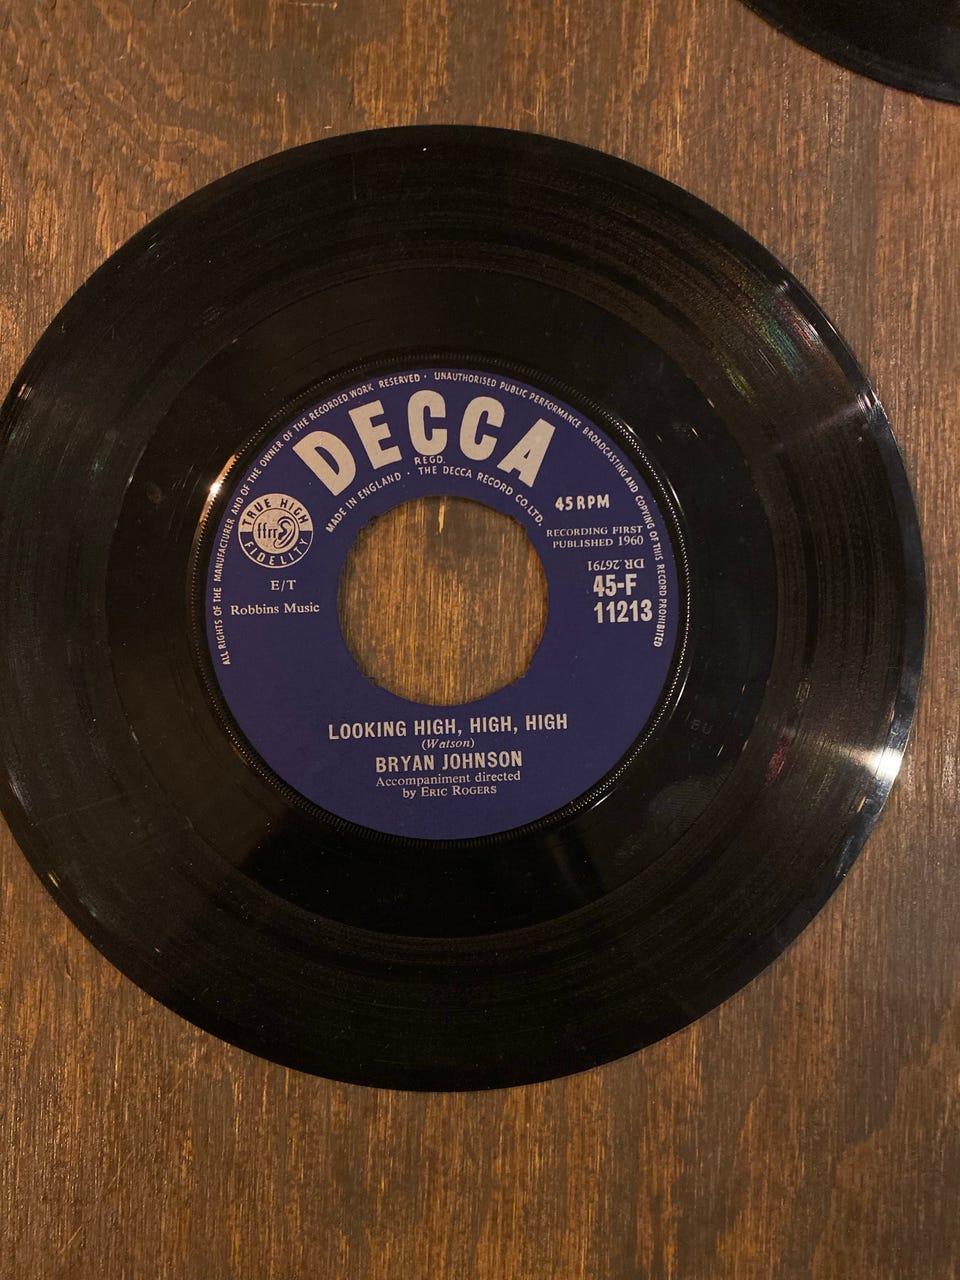 ALL RIGHTS OF THE MANUFACTURER AND OF THE OWNER OF THE RECORDED WORK RESERVED · UNAUTHORISED PUBLIC PERFORMANCE BROADCASTING AND COPYING OF THIS RECORD PROHIBITED
DECCA
REGD.
MADE IN ENGLAND · THE DECCA RECORD CO. LTD.
TRUE HIGH
ffrr
FIDELITY
45 RPM
RECORDING FIRST
PUBLISHED 1960
DR. 26791
45-F
11213
E/T
Robbins Music
LOOKING HIGH, HIGH, HIGH
(Watson)
BRYAN JOHNSON
Accompaniment directed
by ERIC ROGERS